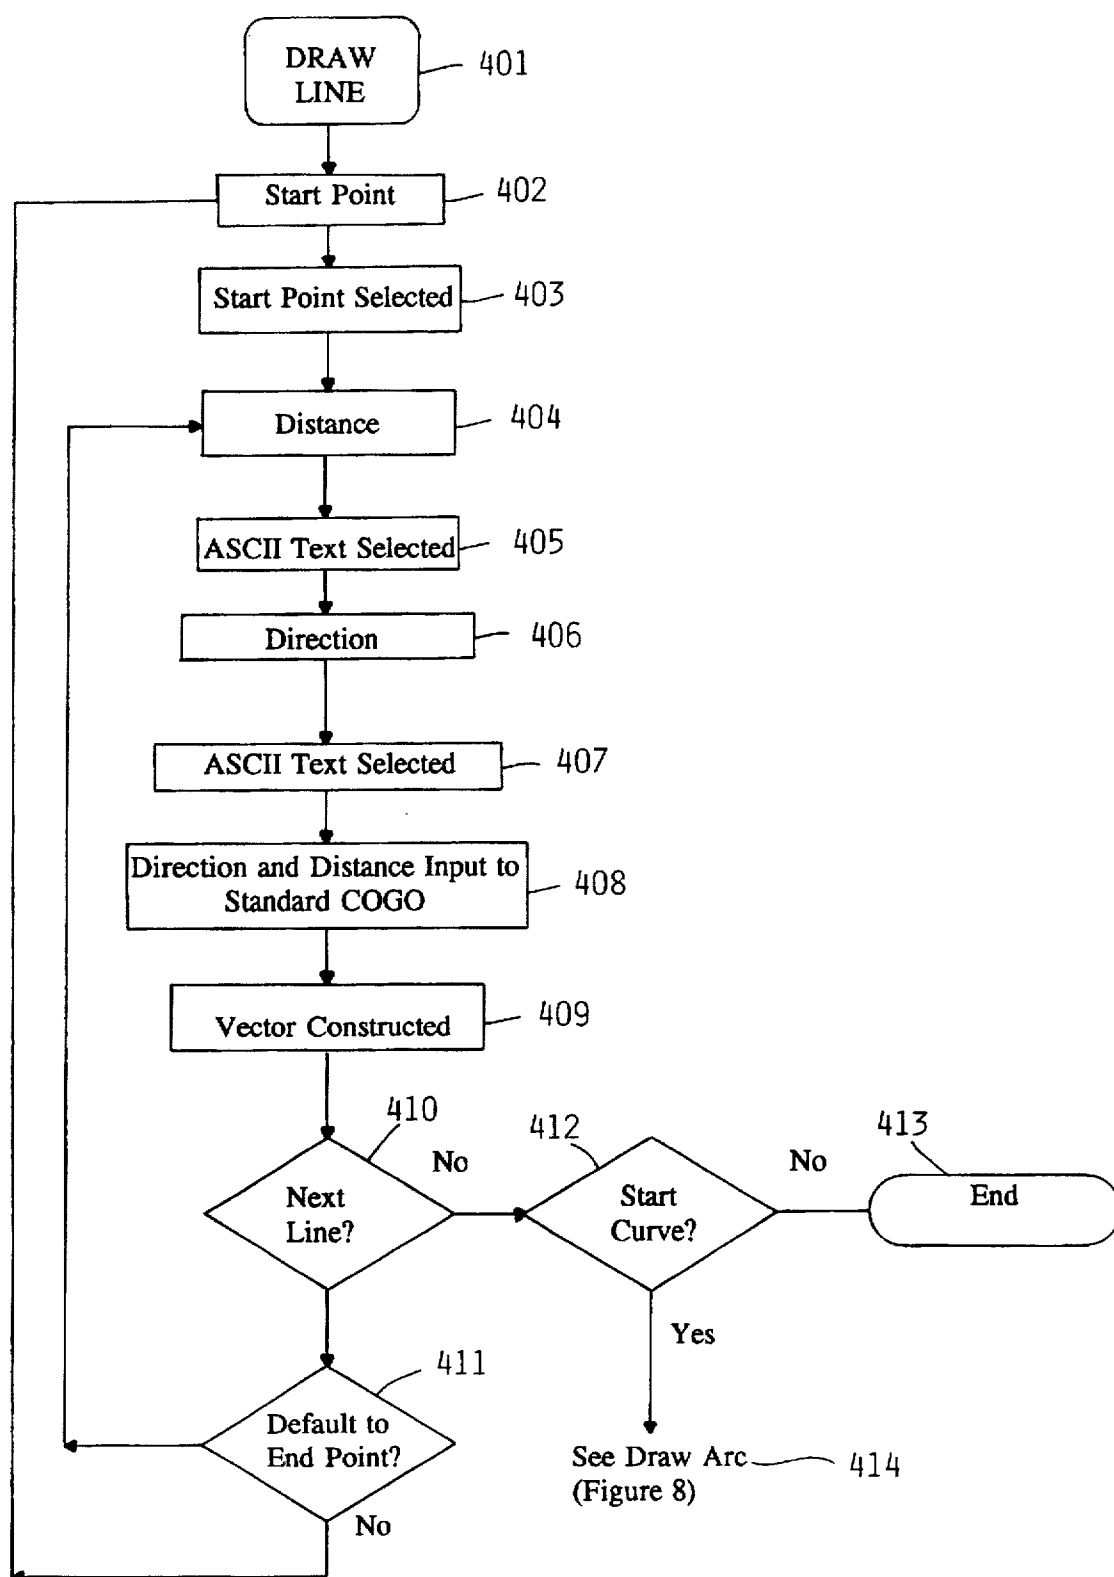 DRAW
LINE
401
Start Point
402
Start Point Selected
403
Distance
404
ASCII Text Selected
405
Direction
406
ASCII Text Selected
407
Direction and Distance Input to
Standard COGO
408
Vector Constructed
409
410
Next
Line?
No
412
Start
Curve?
No
413
End
Yes
411
Default to
End Point?
No
See Draw Arc
(Figure 8)
414